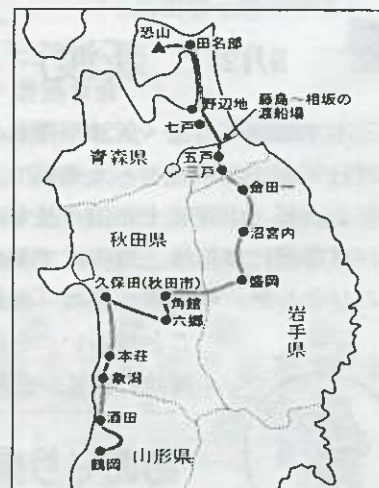 恐山
田名部
野辺地
七戸
藤島～相坂の
渡船場
青森県
五戸
三戸
金田一
秋田県
沼宮内
久保田(秋田市)
角館
盛岡
六郷
岩手県
本荘
象潟
酒田
山形県
鶴岡